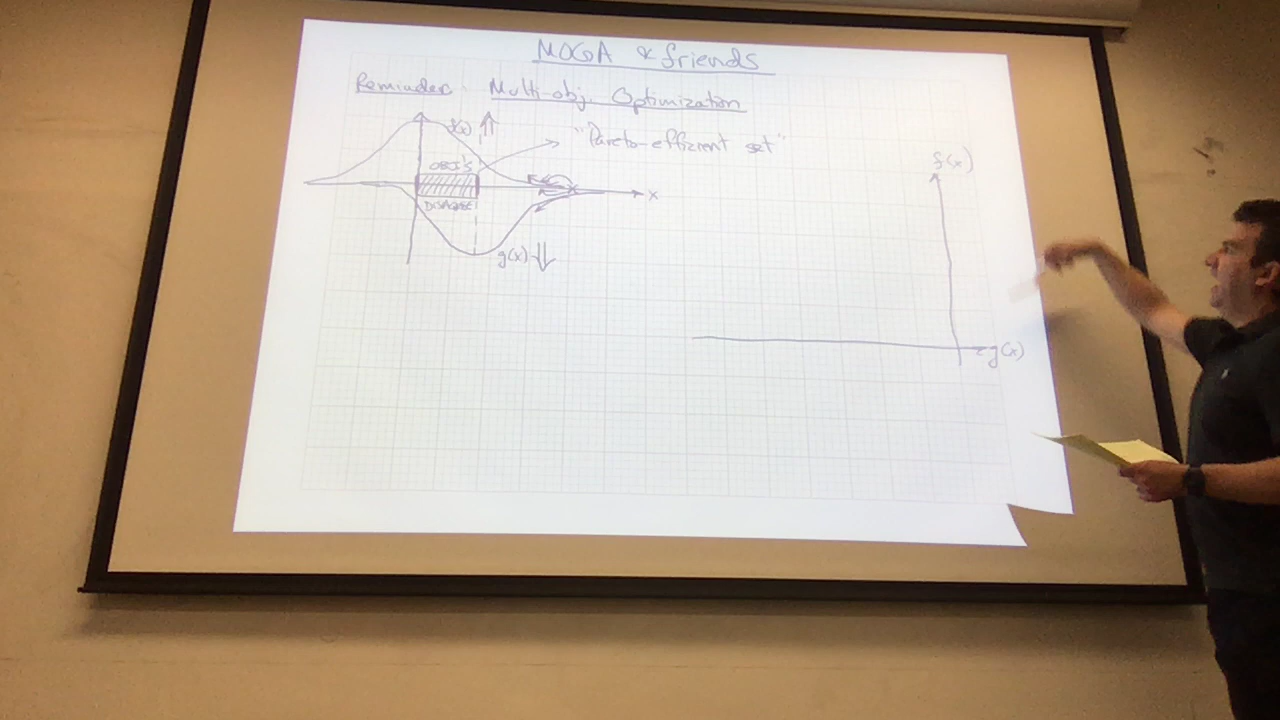 MOGA & friends
Reminder: Multi-obj. Optimization
f(x) ⇑
"Pareto-efficient set"
OBJ'S
DISAGREE
x
x
g(x) ⇓
f(x)
g(x)